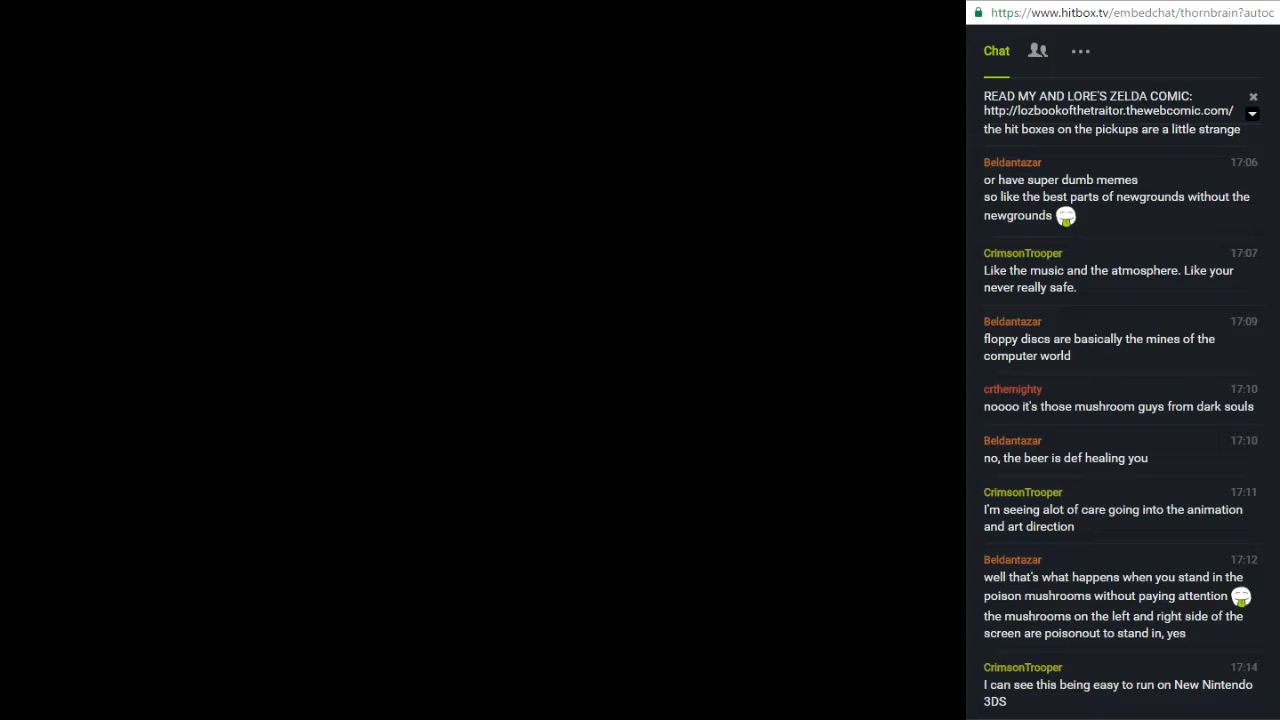 https://www.hitbox.tv/embedchat/thornbrain?autoc
Chat
READ MY AND LORE'S ZELDA COMIC:
http://lozbookofthetraitor.thewebcomic.com/
the hit boxes on the pickups are a little strange
Beldantazar 17:06
or have super dumb memes
so like the best parts of newgrounds without the
newgrounds
CrimsonTrooper 17:07
Like the music and the atmosphere. Like your
never really safe.
Beldantazar 17:09
floppy discs are basically the mines of the
computer world
crthemighty 17:10
noooo it's those mushroom guys from dark souls
Beldantazar 17:10
no, the beer is def healing you
CrimsonTrooper 17:11
I'm seeing alot of care going into the animation
and art direction
Beldantazar 17:12
well that's what happens when you stand in the
poison mushrooms without paying attention
the mushrooms on the left and right side of the
screen are poisonout to stand in, yes
CrimsonTrooper 17:14
I can see this being easy to run on New Nintendo
3DS